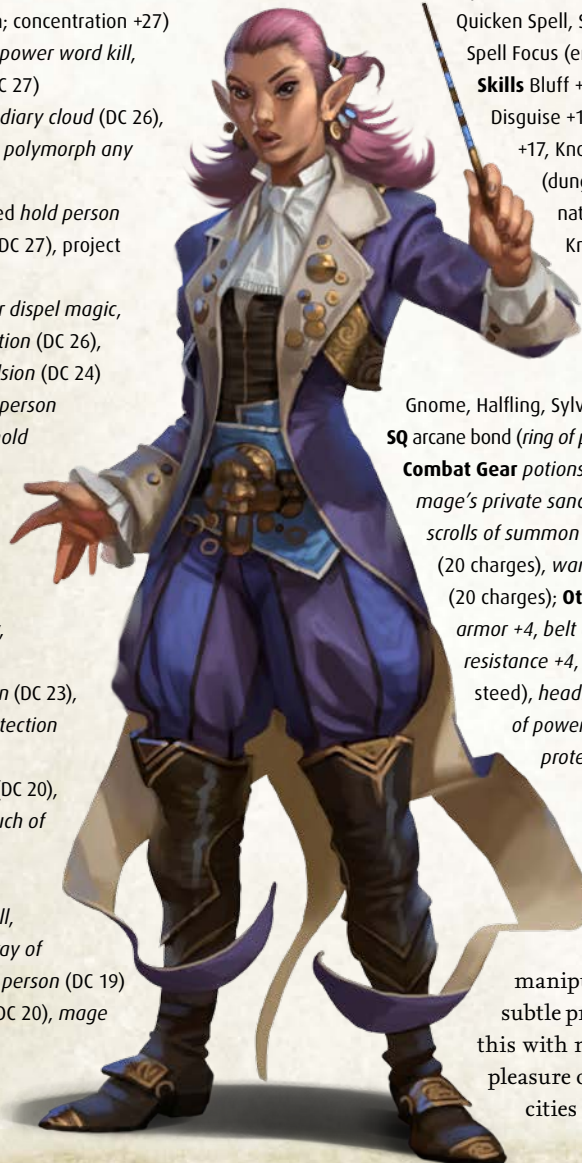 ; concentration +27)
power word kill,
C 27)
diary cloud (DC 26),
polymorph any
ed hold person
DC 27), project
r dispel magic,
tion (DC 26),
lsion (DC 24)
person
hold
,
n (DC 23),
tection
(DC 20),
uch of
ll,
ay of
person (DC 19)
DC 20), mage
Quicken Spell, S
Spell Focus (e
Skills Bluff +
Disguise +1
+17, Kno
(dung
nat
Kr
Gnome, Halfling, Sylv
SQ arcane bond (ring of p
Combat Gear potions
mage's private sanc
scrolls of summon
(20 charges), war
(20 charges); Ot
armor +4, belt
resistance +4,
steed), head
of power
prote
manipu
subtle pr
this with r
pleasure o
cities